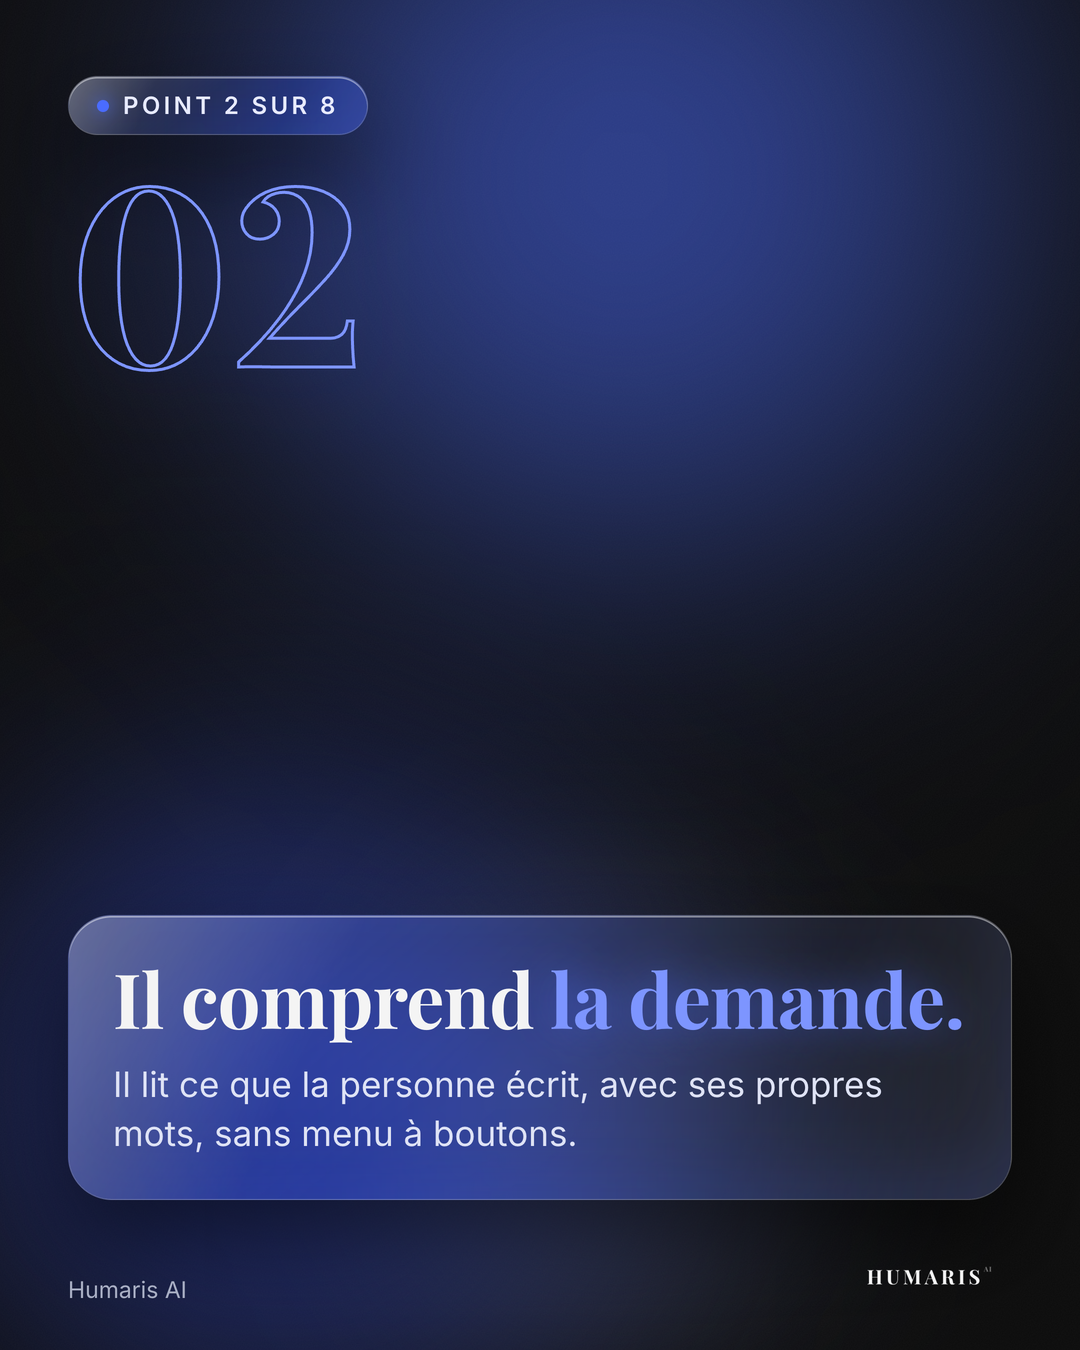 POINT 2 SUR 8
02
Il comprend la demande.
Il lit ce que la personne écrit, avec ses propres
mots, sans menu à boutons.
Humaris AI
HUMARIS AI